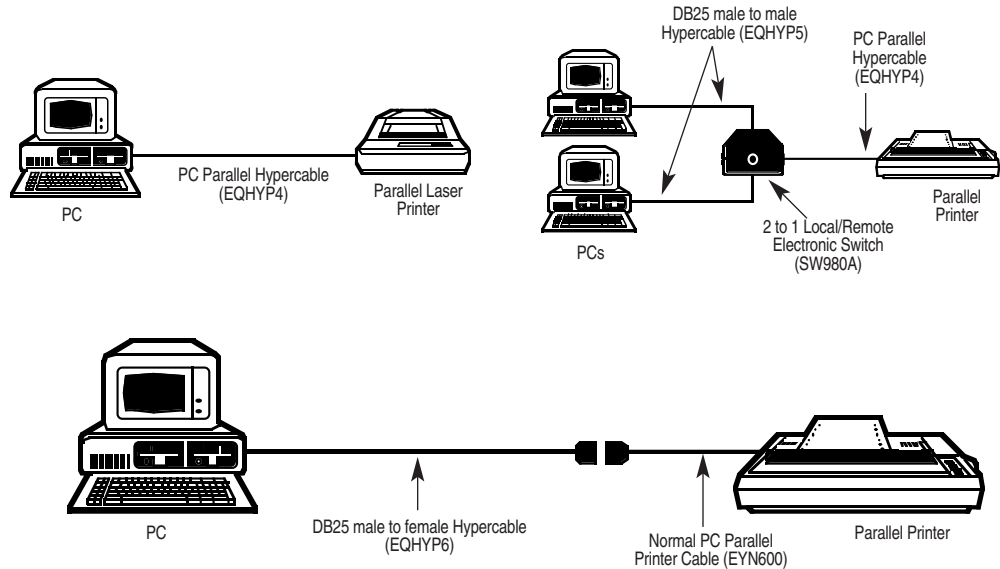 PC Parallel Hypercable
(EQHYP4)
PC
Parallel Laser
Printer
DB25 male to male
Hypercable (EQHYP5)
PC Parallel
Hypercable
(EQHYP4)
PCs
2 to 1 Local/Remote
Electronic Switch
(SW980A)
Parallel
Printer
PC
DB25 male to female Hypercable
(EQHYP6)
Normal PC Parallel
Printer Cable (EYN600)
Parallel Printer